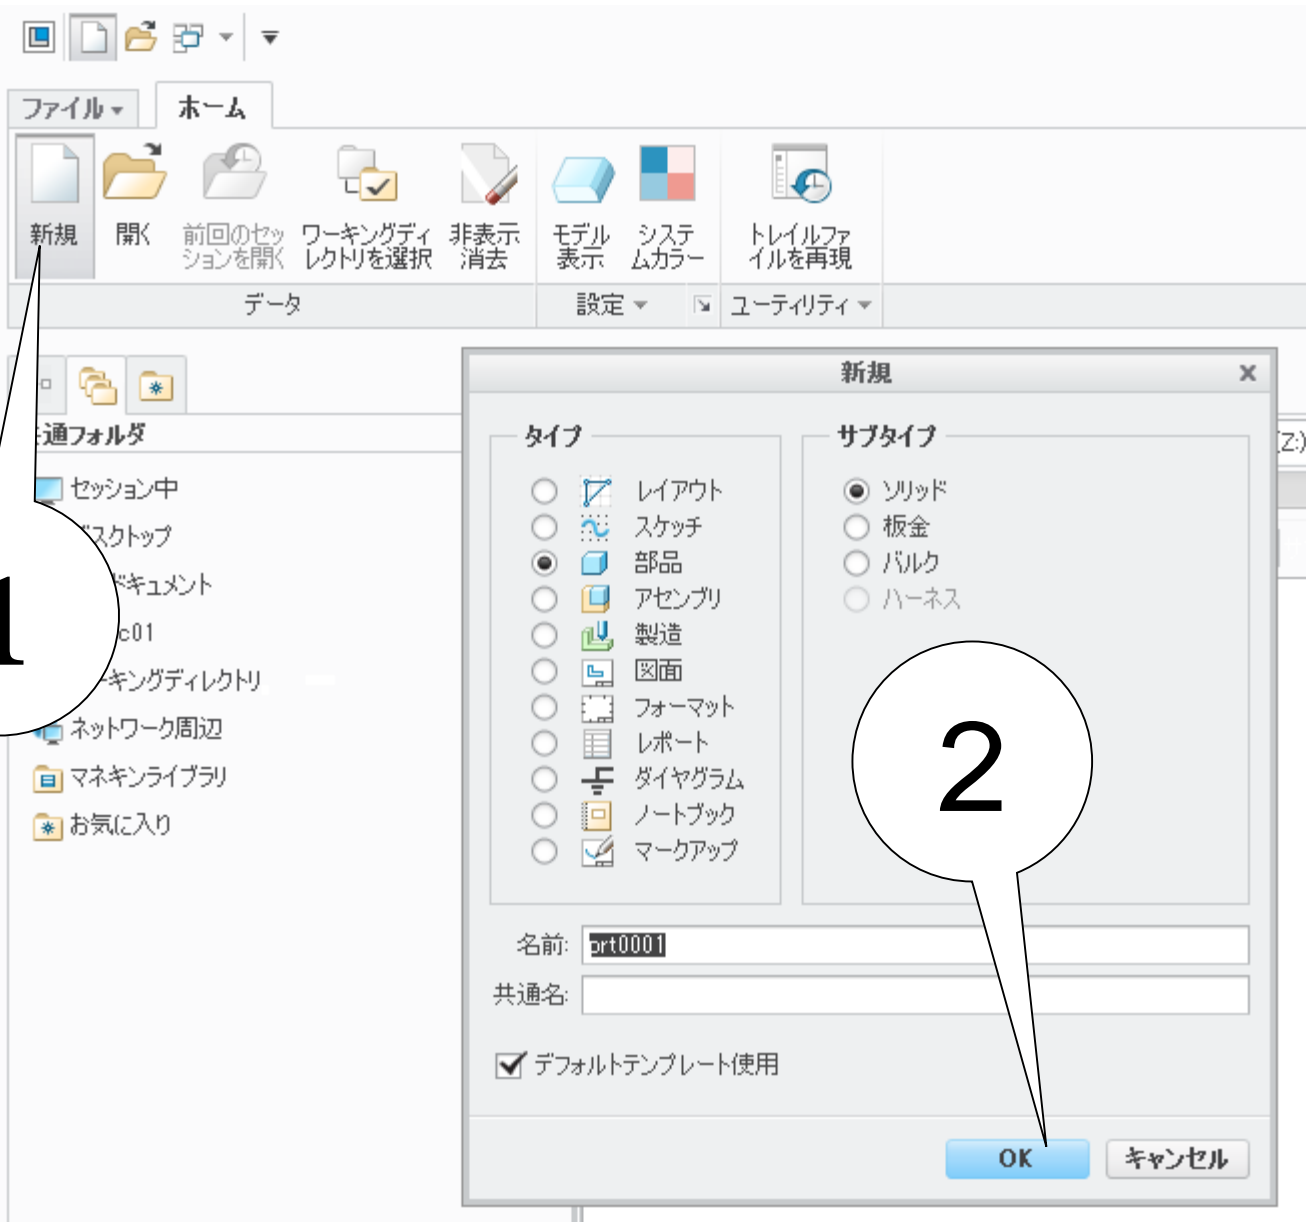 ファイル
ホーム
新規
開く
前回のセッ
ションを開く
ワーキングディ
レクトリを選択
非表示
消去
モデル
表示
システ
ムカラー
トレイルファ
イルを再現
データ
設定
ユーティリティ
通フォルダ
セッション中
スクトップ
ドキュメント
c01
ーキングディレクトリ
ネットワーク周辺
マネキンライブラリ
お気に入り
1
新規
タイプ
レイアウト
スケッチ
部品
アセンブリ
製造
図面
フォーマット
レポート
ダイヤグラム
ノートブック
マークアップ
サブタイプ
ソリッド
板金
バルク
ハーネス
2
名前: prt0001
共通名:
デフォルトテンプレート使用
OK
キャンセル
(Z:)